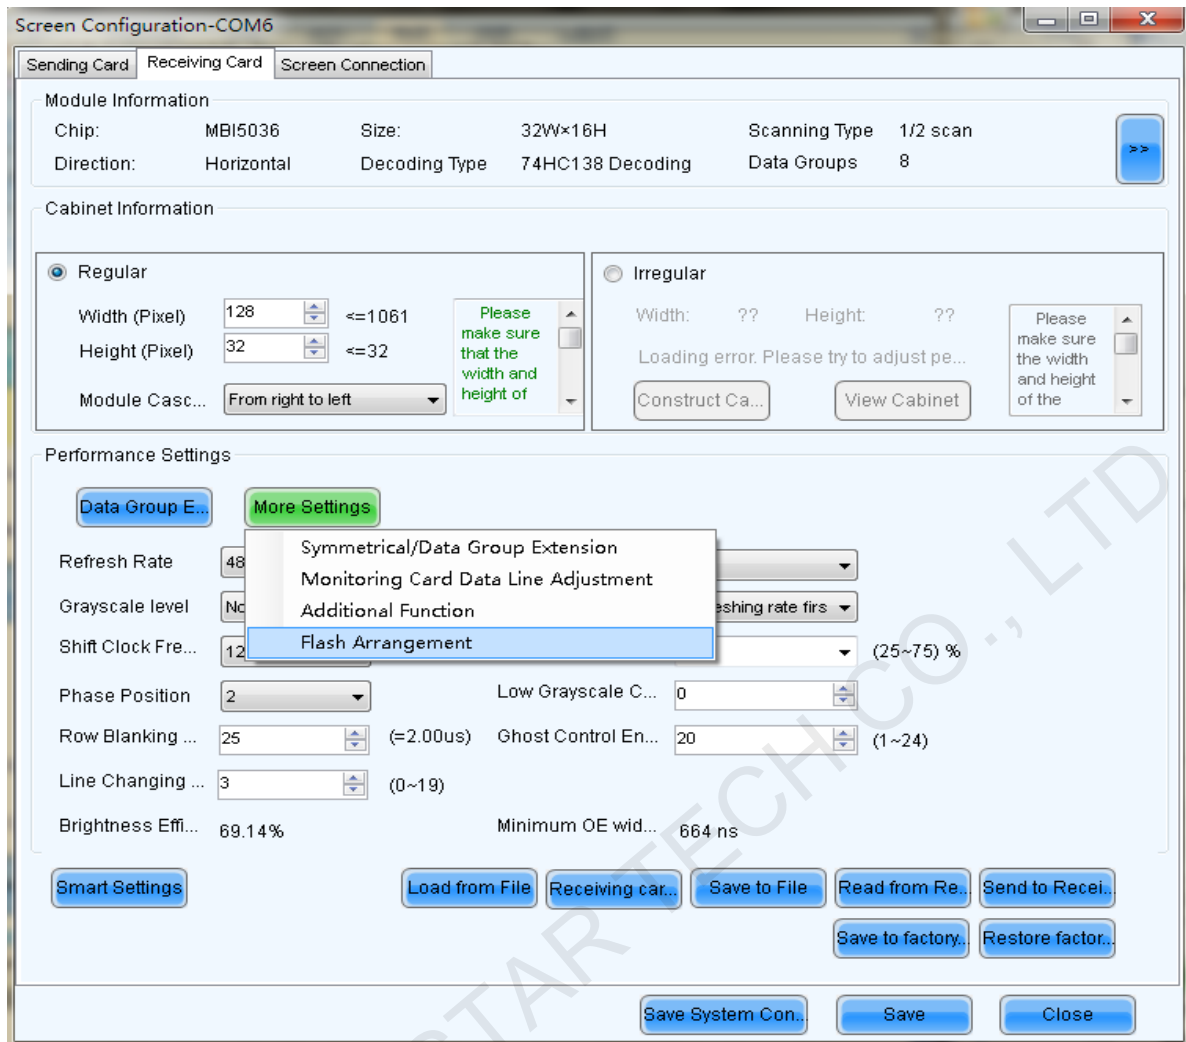 Screen Configuration-COM6
Sending Card Receiving Card Screen Connection
Module Information
Chip: MBI5036 Size: 32W×16H Scanning Type 1/2 scan
>>
Direction: Horizontal Decoding Type 74HC138 Decoding Data Groups 8
Cabinet Information
Regular
Width (Pixel) 128 <=1061
Height (Pixel) 32 <=32
Module Casc... From right to left
Please
make sure
that the
width and
height of
Irregular
Width: ?? Height: ??
Loading error. Please try to adjust pe...
Construct Ca... View Cabinet
Please
make sure
the width
and height
of the
Performance Settings
Data Group E... More Settings
Symmetrical/Data Group Extension
Monitoring Card Data Line Adjustment
Additional Function
Flash Arrangement
Refresh Rate 48
Grayscale level No eshing rate firs
Shift Clock Fre... 12 (25~75) %
Phase Position 2 Low Grayscale C... 0
Row Blanking ... 25 (=2.00us) Ghost Control En... 20 (1~24)
Line Changing ... 3 (0~19)
Brightness Effi... 69.14% Minimum OE wid... 664 ns
Smart Settings Load from File Receiving car... Save to File Read from Re... Send to Recei...
Save to factory... Restore factor...
Save System Con... Save Close
STAR TECH CO., LTD